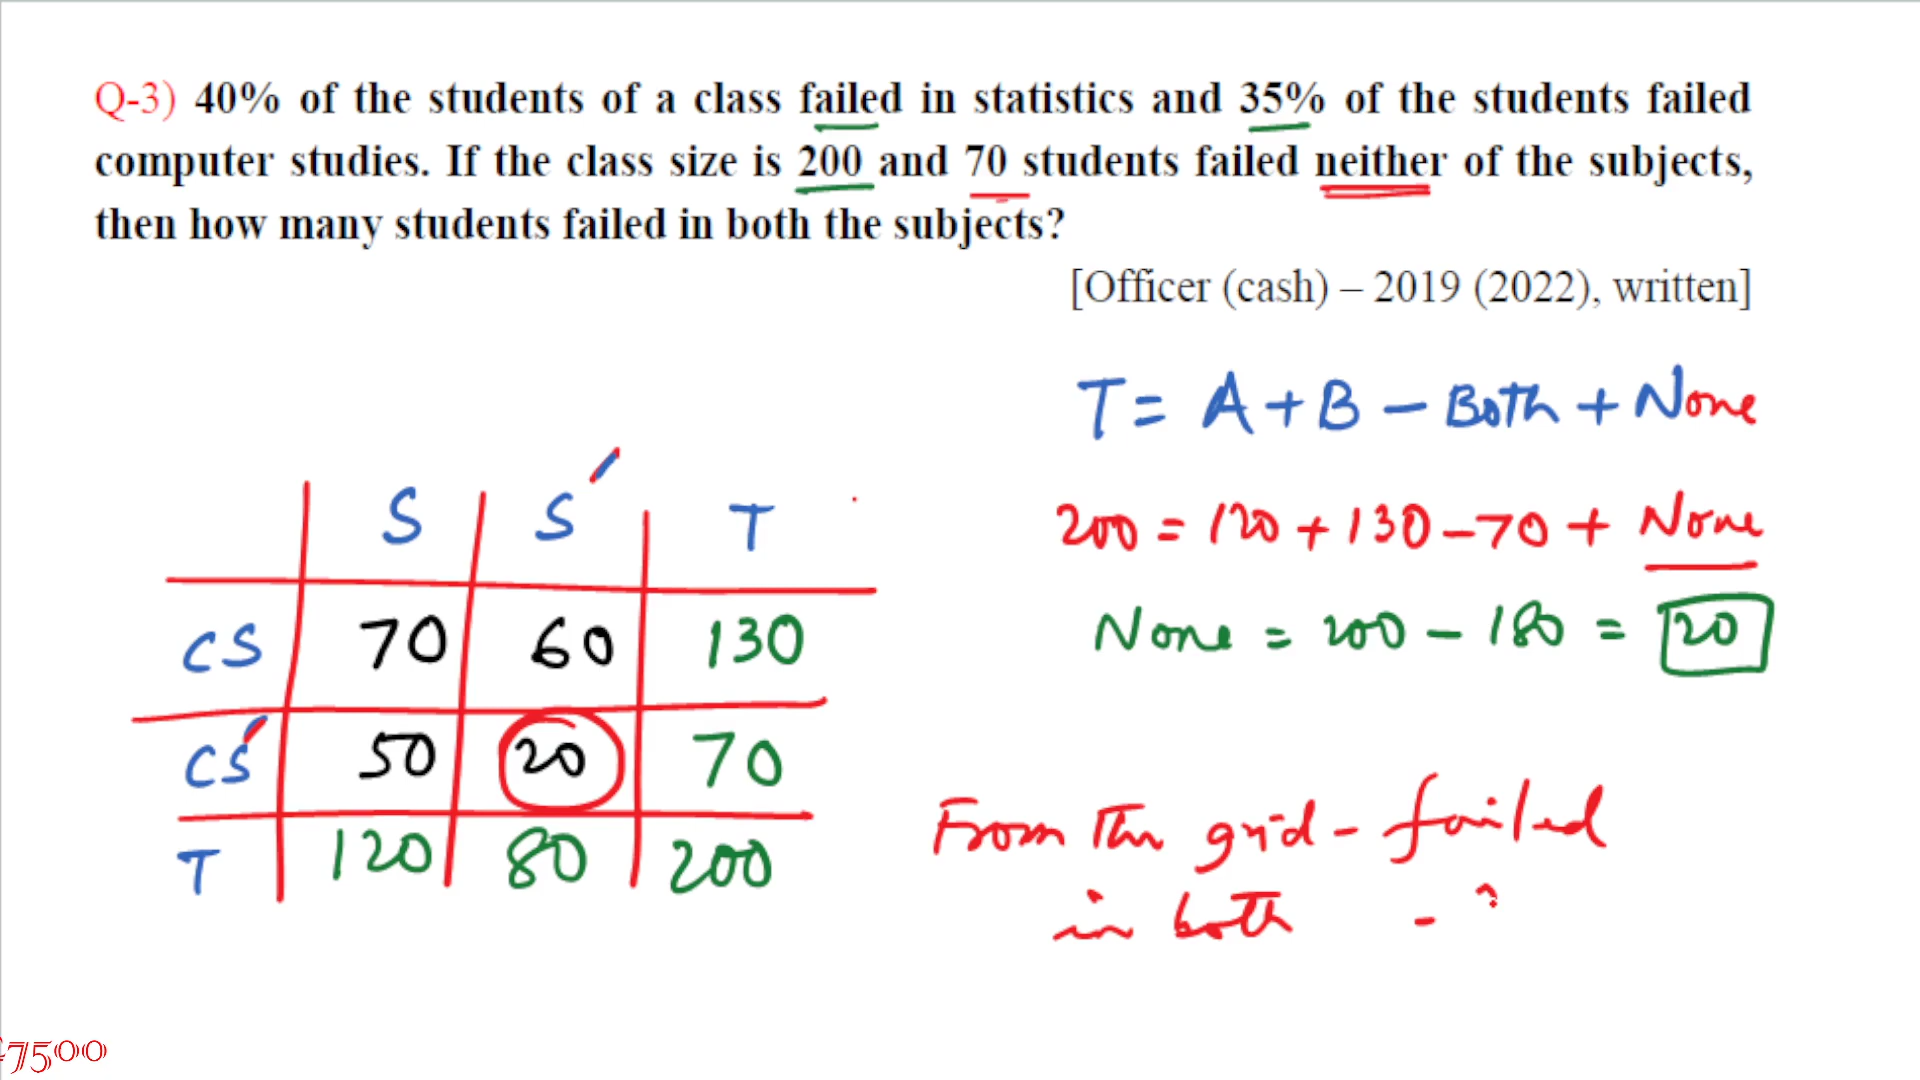 Q-3) 40% of the students of a class failed in statistics and 35% of the students failed
computer studies. If the class size is 200 and 70 students failed neither of the subjects,
then how many students failed in both the subjects?
[Officer (cash) – 2019 (2022), written]
T = A + B - Both + None
200 = 120 + 130 - 70 + None
None = 200 - 180 = 20
S S' T
CS 70 60 130
CS' 50 20 70
T 120 80 200
From the grid - failed
in both -
7500